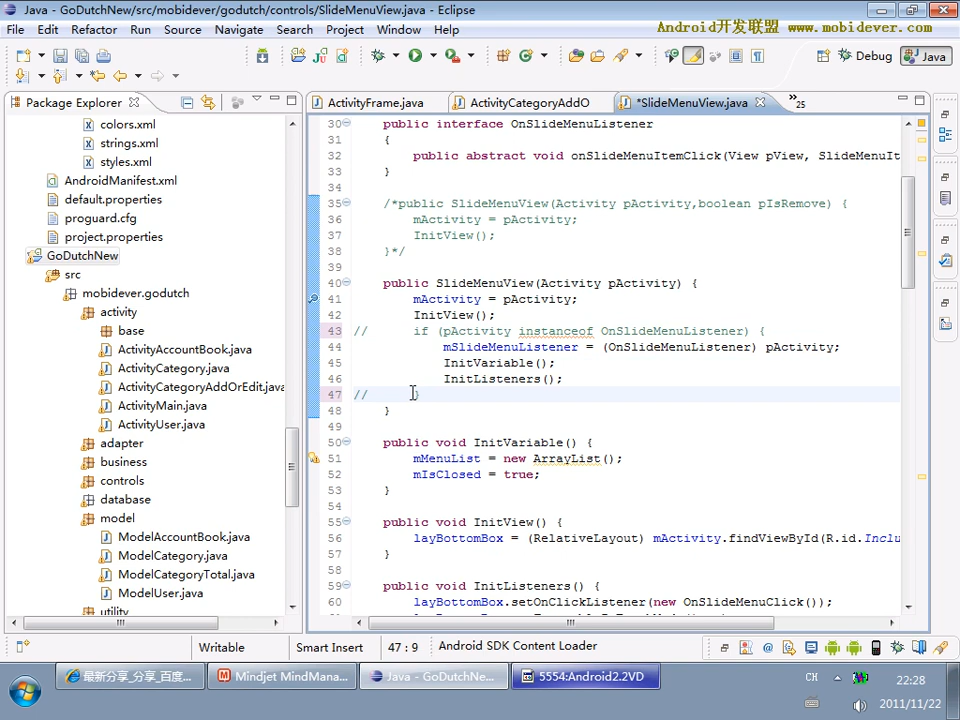 Java - GoDutchNew/src/mobidever/godutch/controls/SlideMenuView.java - Eclipse
File Edit Refactor Run Source Navigate Search Project Window Help
Android开发联盟 www.mobidever.com
Debug Java
Package Explorer
ActivityFrame.java ActivityCategoryAddO *SlideMenuView.java »25
colors.xml
strings.xml
styles.xml
AndroidManifest.xml
default.properties
proguard.cfg
project.properties
GoDutchNew
src
mobidever.godutch
activity
base
ActivityAccountBook.java
ActivityCategory.java
ActivityCategoryAddOrEdit.java
ActivityMain.java
ActivityUser.java
adapter
business
controls
database
model
ModelAccountBook.java
ModelCategory.java
ModelCategoryTotal.java
ModelUser.java
utility
30 public interface OnSlideMenuListener
31 {
32 public abstract void onSlideMenuItemClick(View pView, SlideMenuIt
33 }
34
35 /*public SlideMenuView(Activity pActivity,boolean pIsRemove) {
36 mActivity = pActivity;
37 InitView();
38 }*/
39
40 public SlideMenuView(Activity pActivity) {
41 mActivity = pActivity;
42 InitView();
43 // if (pActivity instanceof OnSlideMenuListener) {
44 mSlideMenuListener = (OnSlideMenuListener) pActivity;
45 InitVariable();
46 InitListeners();
47 // }
48 }
49
50 public void InitVariable() {
51 mMenuList = new ArrayList();
52 mIsClosed = true;
53 }
54
55 public void InitView() {
56 layBottomBox = (RelativeLayout) mActivity.findViewById(R.id.Inclu
57 }
58
59 public void InitListeners() {
60 layBottomBox.setOnClickListener(new OnSlideMenuClick());
Writable Smart Insert 47 : 9 Android SDK Content Loader
最新分享_分享_百度... Mindjet MindMana... Java - GoDutchNe... 5554:Android2.2VD
CH 22:28
2011/11/22